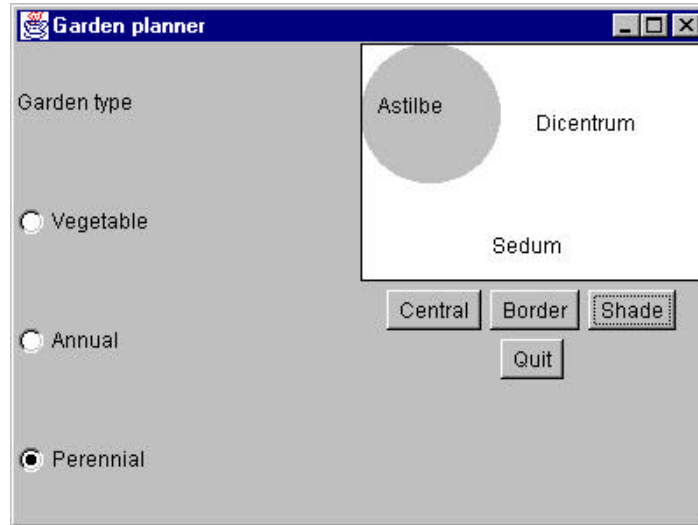 Garden planner
Garden type
Astilbe
Dicentrum
Vegetable
Sedum
Central Border Shade
Annual
Quit
Perennial